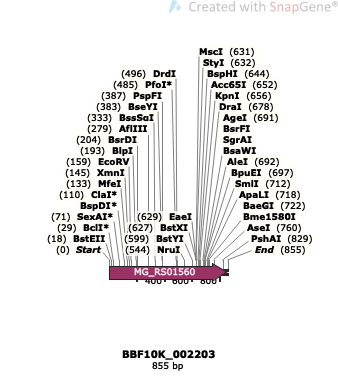 Created with SnapGene®
MscI (631)
StyI (632)
(496) DrdI BspHI (644)
(485) PfoI* Acc65I (652)
(387) PspFI KpnI (656)
(383) BseYI DraI (678)
(333) BssSαI AgeI (691)
(279) AflIII BsrFI
(204) BsrDI SgrAI
(193) BlpI BsaWI
(159) EcoRV AleI (692)
(145) XmnI BpuEI (697)
(133) MfeI SmlI (712)
(110) ClaI* ApaLI (718)
BspDI* BaeGI (722)
(71) SexAI* (629) EaeI Bme1580I
(29) BclI* (627) BstXI AseI (760)
(18) BstEII (599) BstYI PshAI (829)
(0) Start (544) NruI End (855)
MG_RS01560
400 600 800
BBF10K_002203
855 bp